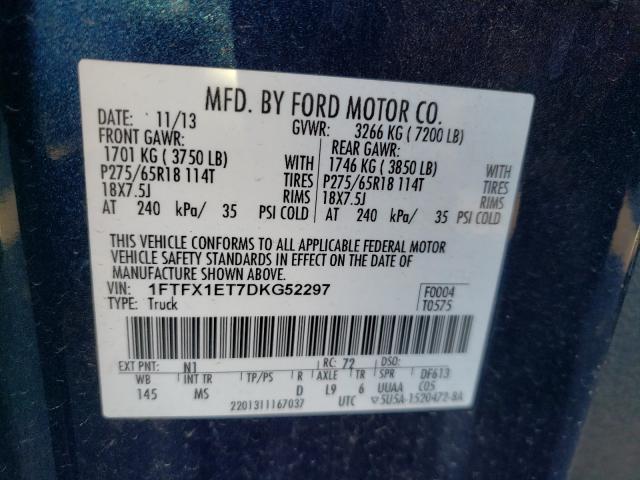 MFD. BY FORD MOTOR CO.
DATE: 11/13 GVWR: 3266 KG ( 7200 LB)
FRONT GAWR: REAR GAWR:
1701 KG ( 3750 LB) WITH 1746 KG ( 3850 LB) WITH
P275/65R18 114T TIRES P275/65R18 114T TIRES
18X7.5J RIMS 18X7.5J RIMS
AT 240 kPa/ 35 PSI COLD AT 240 kPa/ 35 PSI COLD
THIS VEHICLE CONFORMS TO ALL APPLICABLE FEDERAL MOTOR
VEHICLE SAFETY STANDARDS IN EFFECT ON THE DATE OF
MANUFACTURE SHOWN ABOVE.
VIN: 1FTFX1ET7DKG52297 F0004
TYPE: Truck T0575
EXT PNT: N1 RC: 72 DSO:
WB INT TR TP/PS R AXLE TR SPR DF613
145 MS D L9 6 UUAA C05
2201311167037 UTC 5U5A-1520472-BA